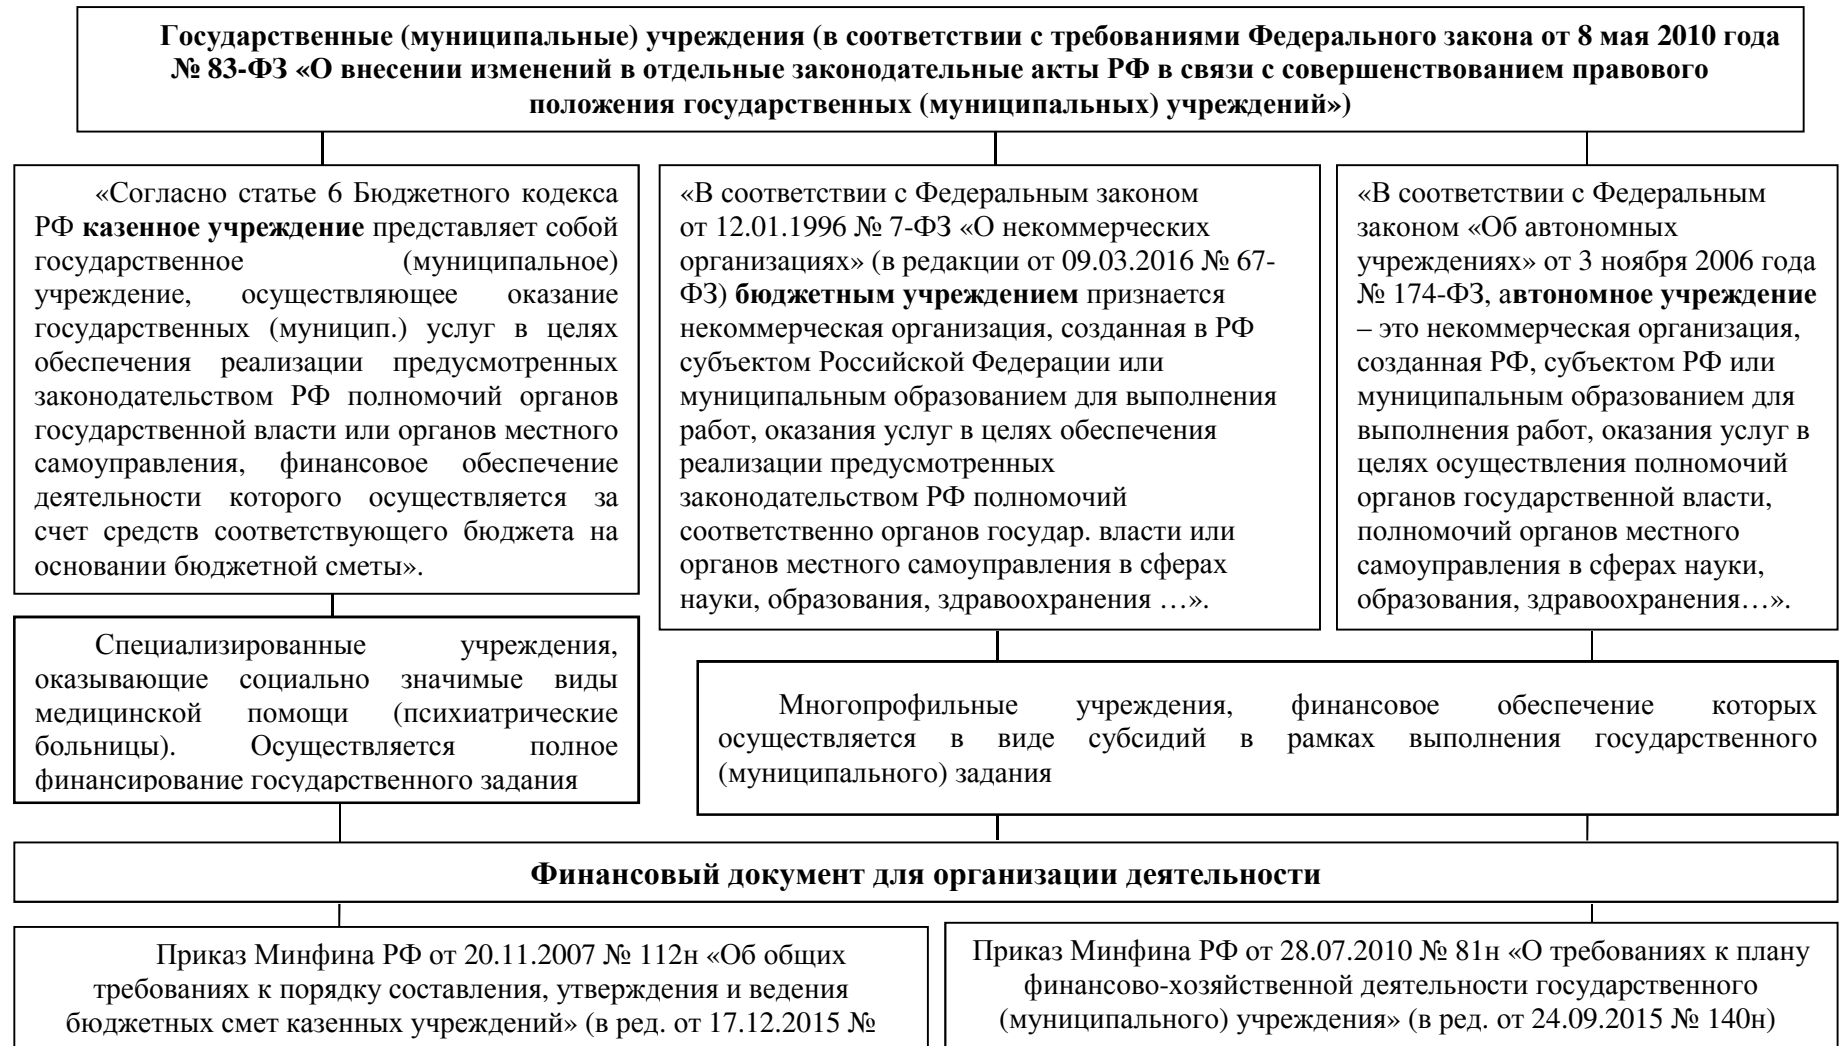 Государственные (муниципальные) учреждения (в соответствии с требованиями Федерального закона от 8 мая 2010 года
№ 83-ФЗ «О внесении изменений в отдельные законодательные акты РФ в связи с совершенствованием правового
положения государственных (муниципальных) учреждений»)
«Согласно статье 6 Бюджетного кодекса
РФ казенное учреждение представляет собой
государственное (муниципальное)
учреждение, осуществляющее оказание
государственных (муницип.) услуг в целях
обеспечения реализации предусмотренных
законодательством РФ полномочий органов
государственной власти или органов местного
самоуправления, финансовое обеспечение
деятельности которого осуществляется за
счет средств соответствующего бюджета на
основании бюджетной сметы».
«В соответствии с Федеральным законом
от 12.01.1996 № 7-ФЗ «О некоммерческих
организациях» (в редакции от 09.03.2016 № 67-
ФЗ) бюджетным учреждением признается
некоммерческая организация, созданная в РФ
субъектом Российской Федерации или
муниципальным образованием для выполнения
работ, оказания услуг в целях обеспечения
реализации предусмотренных
законодательством РФ полномочий
соответственно органов государ. власти или
органов местного самоуправления в сферах
науки, образования, здравоохранения …».
«В соответствии с Федеральным
законом «Об автономных
учреждениях» от 3 ноября 2006 года
№ 174-ФЗ, автономное учреждение
– это некоммерческая организация,
созданная РФ, субъектом РФ или
муниципальным образованием для
выполнения работ, оказания услуг в
целях осуществления полномочий
органов государственной власти,
полномочий органов местного
самоуправления в сферах науки,
образования, здравоохранения…».
Специализированные учреждения,
оказывающие социально значимые виды
медицинской помощи (психиатрические
больницы). Осуществляется полное
финансирование государственного задания
Многопрофильные учреждения, финансовое обеспечение которых
осуществляется в виде субсидий в рамках выполнения государственного
(муниципального) задания
Финансовый документ для организации деятельности
Приказ Минфина РФ от 20.11.2007 № 112н «Об общих
требованиях к порядку составления, утверждения и ведения
бюджетных смет казенных учреждений» (в ред. от 17.12.2015 №
Приказ Минфина РФ от 28.07.2010 № 81н «О требованиях к плану
финансово-хозяйственной деятельности государственного
(муниципального) учреждения» (в ред. от 24.09.2015 № 140н)